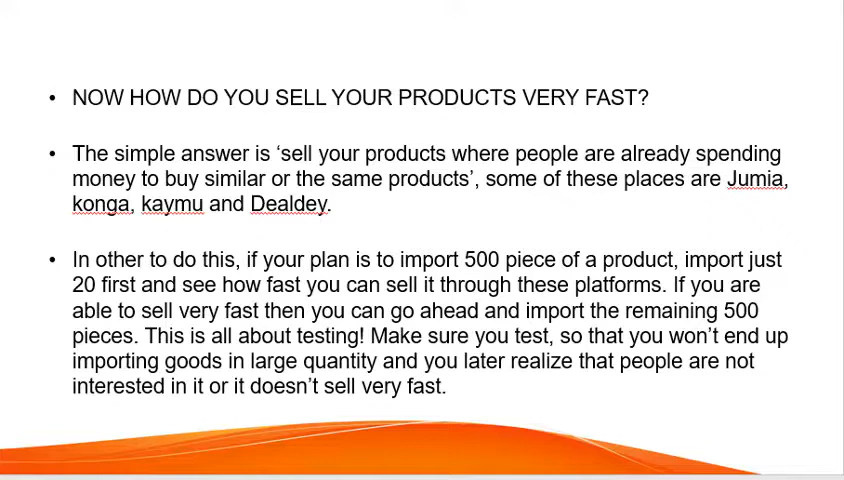 • NOW HOW DO YOU SELL YOUR PRODUCTS VERY FAST?
• The simple answer is ‘sell your products where people are already spending
money to buy similar or the same products’, some of these places are Jumia,
konga, kaymu and Dealdey.
• In other to do this, if your plan is to import 500 piece of a product, import just
20 first and see how fast you can sell it through these platforms. If you are
able to sell very fast then you can go ahead and import the remaining 500
pieces. This is all about testing! Make sure you test, so that you won’t end up
importing goods in large quantity and you later realize that people are not
interested in it or it doesn’t sell very fast.